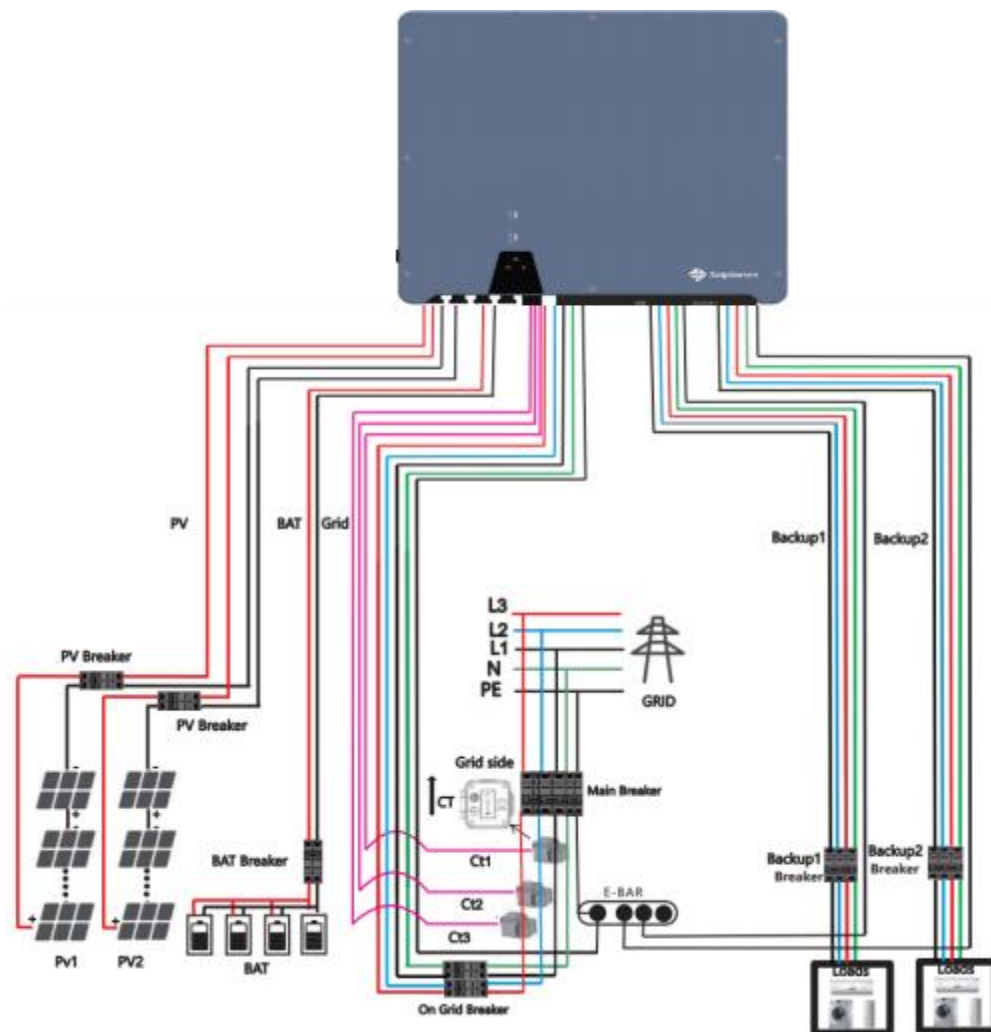 PV
BAT
Grid
Backup1
Backup2
L3
L2
L1
N
PE
GRID
PV Breaker
PV Breaker
Grid side
CT
Main Breaker
Ct1
Ct2
Ct3
BAT Breaker
E-BAR
Backup1
Breaker
Backup2
Breaker
+
-
+
-
+
+
Pv1
PV2
BAT
On Grid Breaker
Loads
Loads